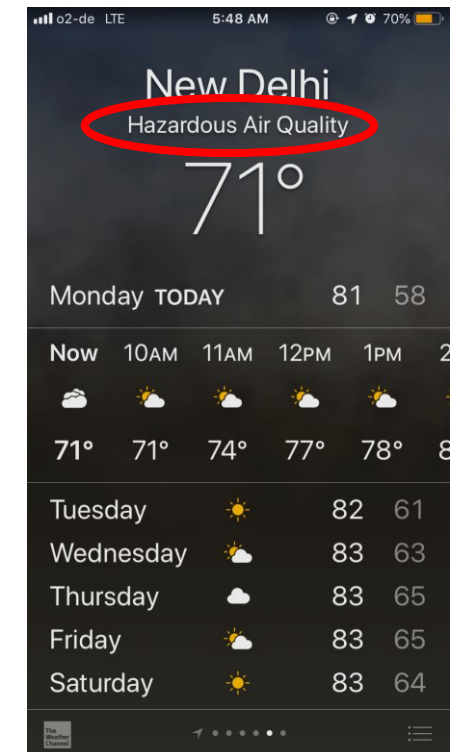 o2-de LTE 5:48 AM 70%
New Delhi
Hazardous Air Quality
71°
Monday TODAY 81 58
Now 10AM 11AM 12PM 1PM 2
71° 71° 74° 77° 78° 8
Tuesday 82 61
Wednesday 83 63
Thursday 83 65
Friday 83 65
Saturday 83 64
The
Weather
Channel